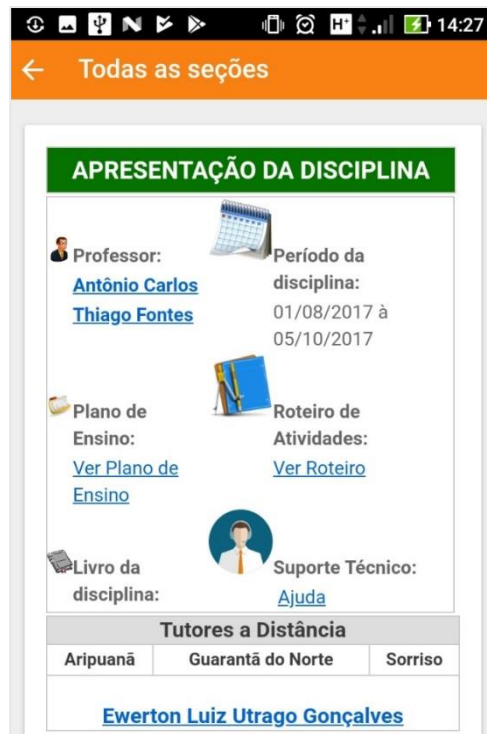 H+ 14:27
Todas as seções
APRESENTAÇÃO DA DISCIPLINA
Professor:
Antônio Carlos
Thiago Fontes
Período da
disciplina:
01/08/2017 à
05/10/2017
Plano de
Ensino:
Ver Plano de
Ensino
Roteiro de
Atividades:
Ver Roteiro
Livro da
disciplina:
Suporte Técnico:
Ajuda
Tutores a Distância
Aripuanã Guarantã do Norte Sorriso
Ewerton Luiz Utrago Gonçalves